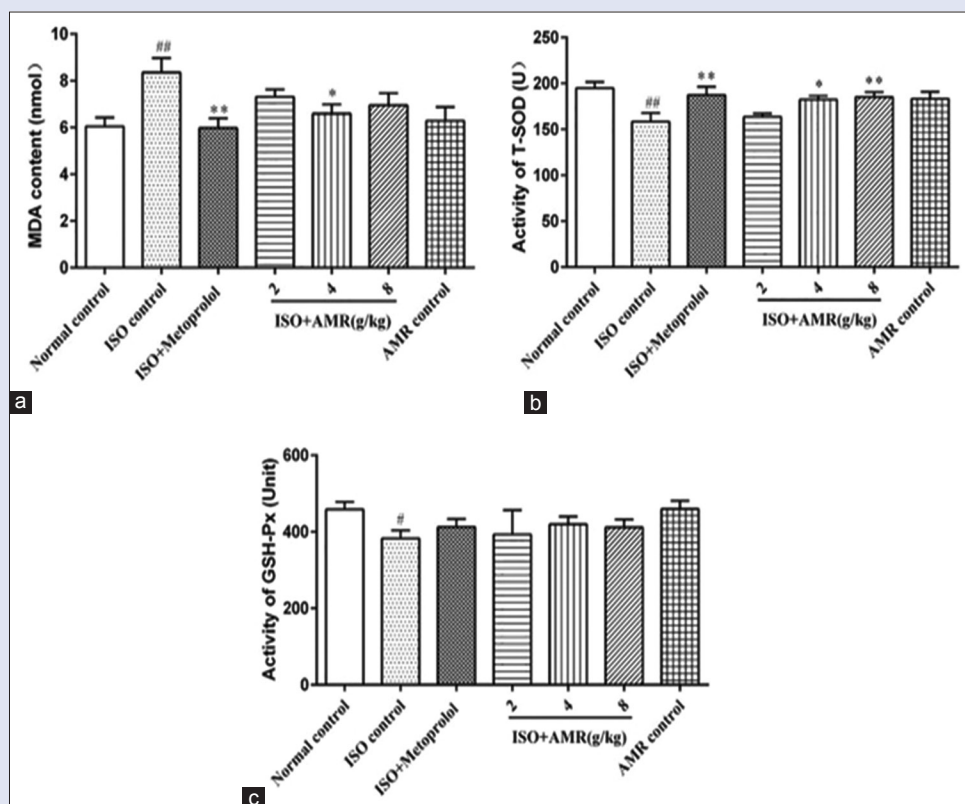 MDA content (nmol)
10
8
6
4
2
0
##
**
*
Normal control
ISO control
ISO+Metoprolol
2
4
8
ISO+AMR(g/kg)
AMR control
a
Activity of T-SOD (U)
250
200
150
100
50
0
##
**
*
**
Normal control
ISO control
ISO+Metoprolol
2
4
8
ISO+AMR(g/kg)
AMR control
b
Activity of GSH-Px (Unit)
600
400
200
0
#
Normal control
ISO control
ISO+Metoprolol
2
4
8
ISO+AMR(g/kg)
AMR control
c